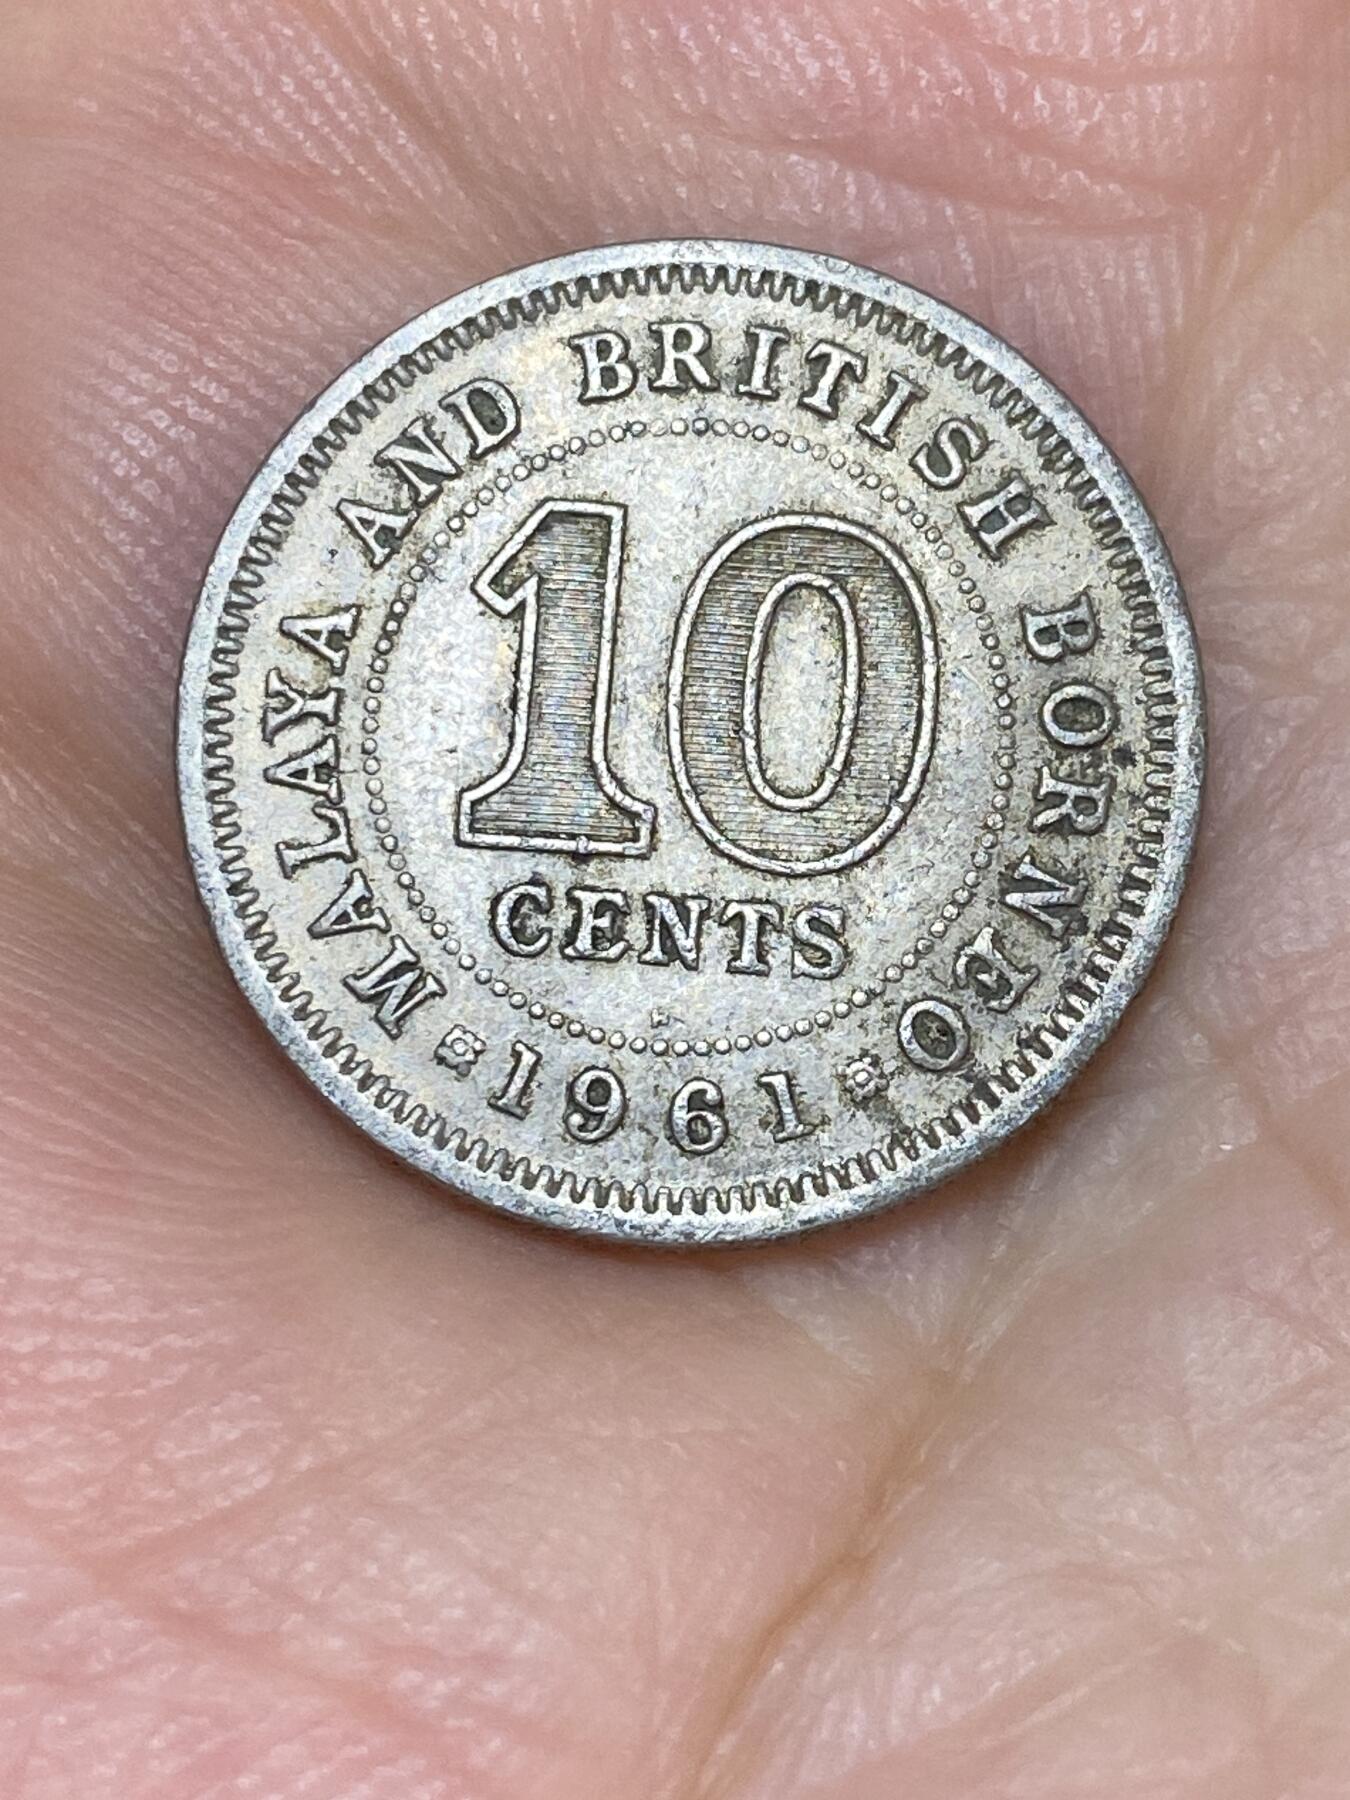 MALAYA AND BRITISH BORNEO
10
CENTS
1961